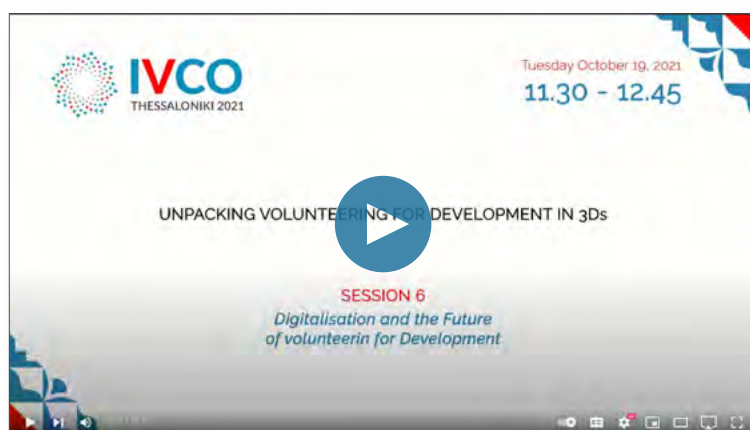 IVCO
THESSALONIKI 2021
Tuesday October 19, 2021
11.30 - 12.45
UNPACKING VOLUNTEERING FOR DEVELOPMENT IN 3Ds
SESSION 6
Digitalisation and the Future
of volunteerin for Development